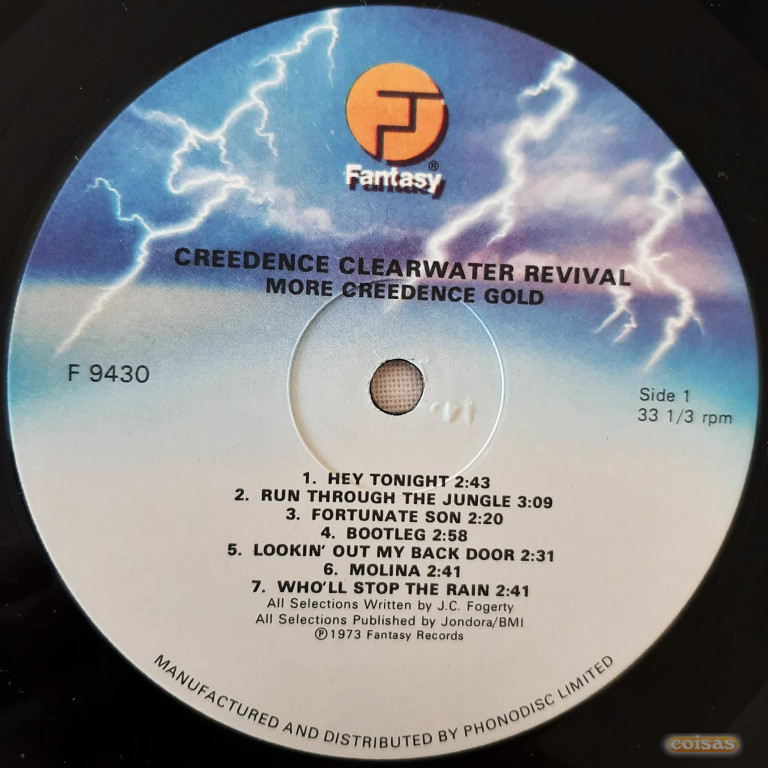 Fantasy®
CREEDENCE CLEARWATER REVIVAL
MORE CREEDENCE GOLD
F 9430
Side 1
33 1/3 rpm
1. HEY TONIGHT 2:43
2. RUN THROUGH THE JUNGLE 3:09
3. FORTUNATE SON 2:20
4. BOOTLEG 2:58
5. LOOKIN' OUT MY BACK DOOR 2:31
6. MOLINA 2:41
7. WHO'LL STOP THE RAIN 2:41
All Selections Written by J.C. Fogerty
All Selections Published by Jondora/BMI
℗1973 Fantasy Records
MANUFACTURED AND DISTRIBUTED BY PHONODISC LIMITED
coisas